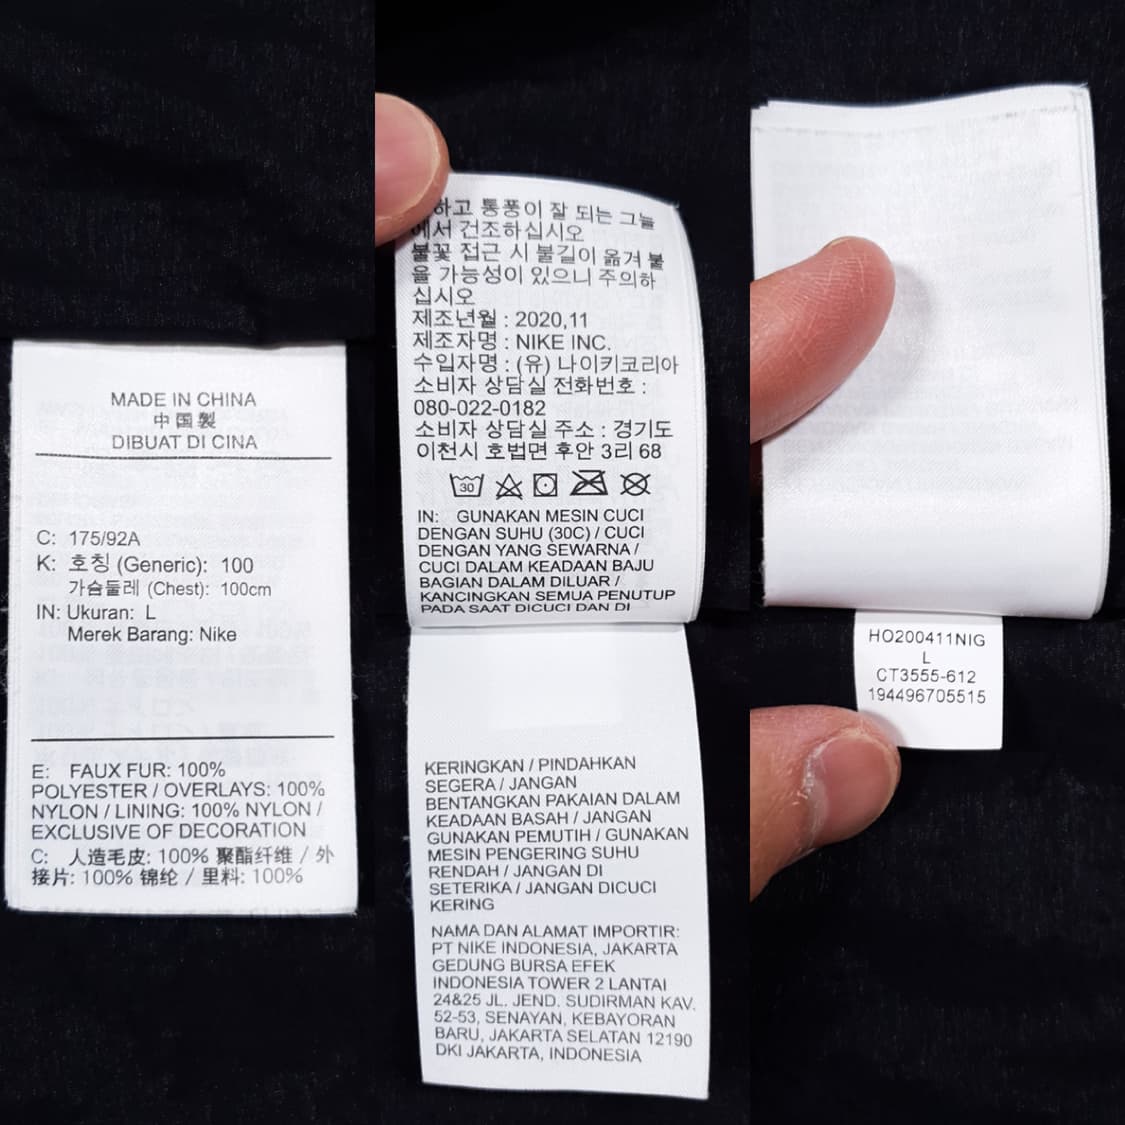 MADE IN CHINA
中国製
DIBUAT DI CINA
C: 175/92A
K: 호칭 (Generic): 100
가슴둘레 (Chest): 100cm
IN: Ukuran: L
Merek Barang: Nike
E: FAUX FUR: 100%
POLYESTER / OVERLAYS: 100%
NYLON / LINING: 100% NYLON /
EXCLUSIVE OF DECORATION
C: 人造毛皮: 100% 聚酯纤维 / 外
接片: 100% 锦纶 / 里料: 100%
하고 통풍이 잘 되는 그늘
에서 건조하십시오
불꽃 접근 시 불길이 옮겨 붙
을 가능성이 있으니 주의하
십시오
제조년월 : 2020,11
제조자명 : NIKE INC.
수입자명 : (유) 나이키코리아
소비자 상담실 전화번호 :
080-022-0182
소비자 상담실 주소 : 경기도
이천시 호법면 후안 3리 68
30
IN: GUNAKAN MESIN CUCI
DENGAN SUHU (30C) / CUCI
DENGAN YANG SEWARNA /
CUCI DALAM KEADAAN BAJU
BAGIAN DALAM DILUAR /
KANCINGKAN SEMUA PENUTUP
PADA SAAT DICUCI DAN DI
KERINGKAN / PINDAHKAN
SEGERA / JANGAN
BENTANGKAN PAKAIAN DALAM
KEADAAN BASAH / JANGAN
GUNAKAN PEMUTIH / GUNAKAN
MESIN PENGERING SUHU
RENDAH / JANGAN DI
SETERIKA / JANGAN DICUCI
KERING
NAMA DAN ALAMAT IMPORTIR:
PT NIKE INDONESIA, JAKARTA
GEDUNG BURSA EFEK
INDONESIA TOWER 2 LANTAI
24&25 JL. JEND. SUDIRMAN KAV.
52-53, SENAYAN, KEBAYORAN
BARU, JAKARTA SELATAN 12190
DKI JAKARTA, INDONESIA
HO200411NIG
L
CT3555-612
194496705515